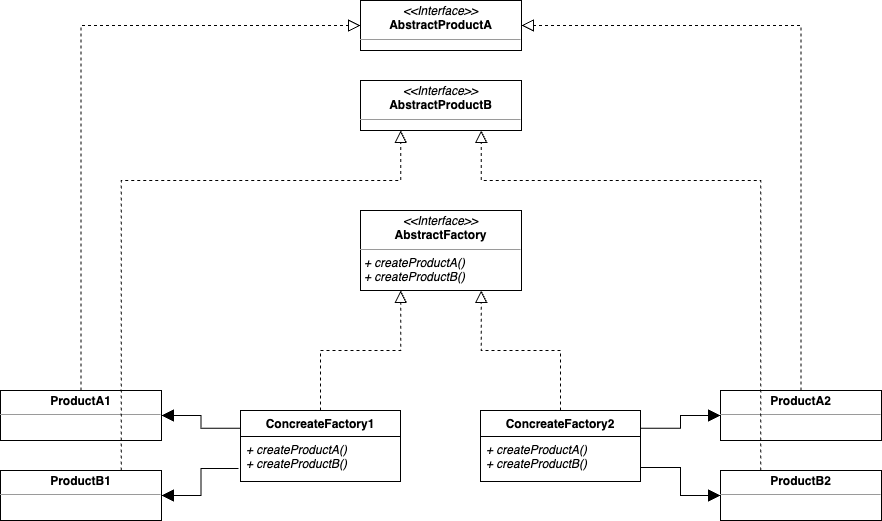 <<Interface>>
AbstractProductA
<<Interface>>
AbstractProductB
<<Interface>>
AbstractFactory
+ createProductA()
+ createProductB()
ProductA1
ProductB1
ConcreateFactory1
+ createProductA()
+ createProductB()
ConcreateFactory2
+ createProductA()
+ createProductB()
ProductA2
ProductB2